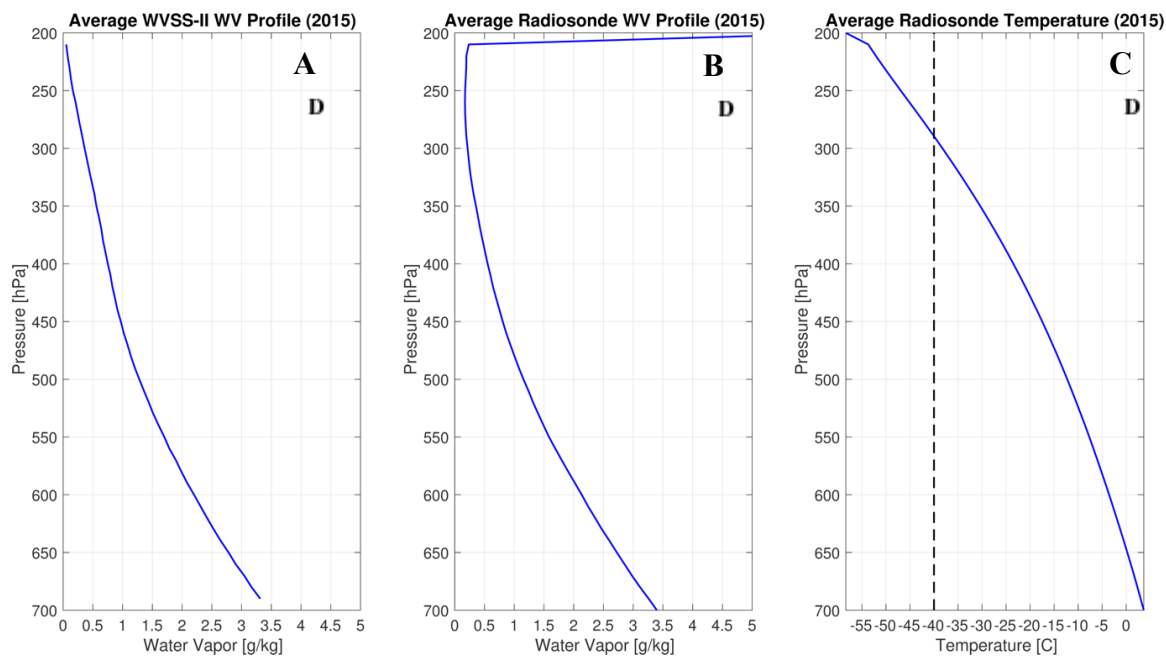 Average WVSS-II WV Profile (2015)
200
250
300
350
400
450
500
550
600
650
700
Pressure [hPa]
A
D
0 0.5 1 1.5 2 2.5 3 3.5 4 4.5 5
Water Vapor [g/kg]
Average Radiosonde WV Profile (2015)
200
250
300
350
400
450
500
550
600
650
700
Pressure [hPa]
B
D
0 0.5 1 1.5 2 2.5 3 3.5 4 4.5 5
Water Vapor [g/kg]
Average Radiosonde Temperature (2015)
200
250
300
350
400
450
500
550
600
650
700
Pressure [hPa]
C
D
-55 -50 -45 -40 -35 -30 -25 -20 -15 -10 -5 0
Temperature [C]